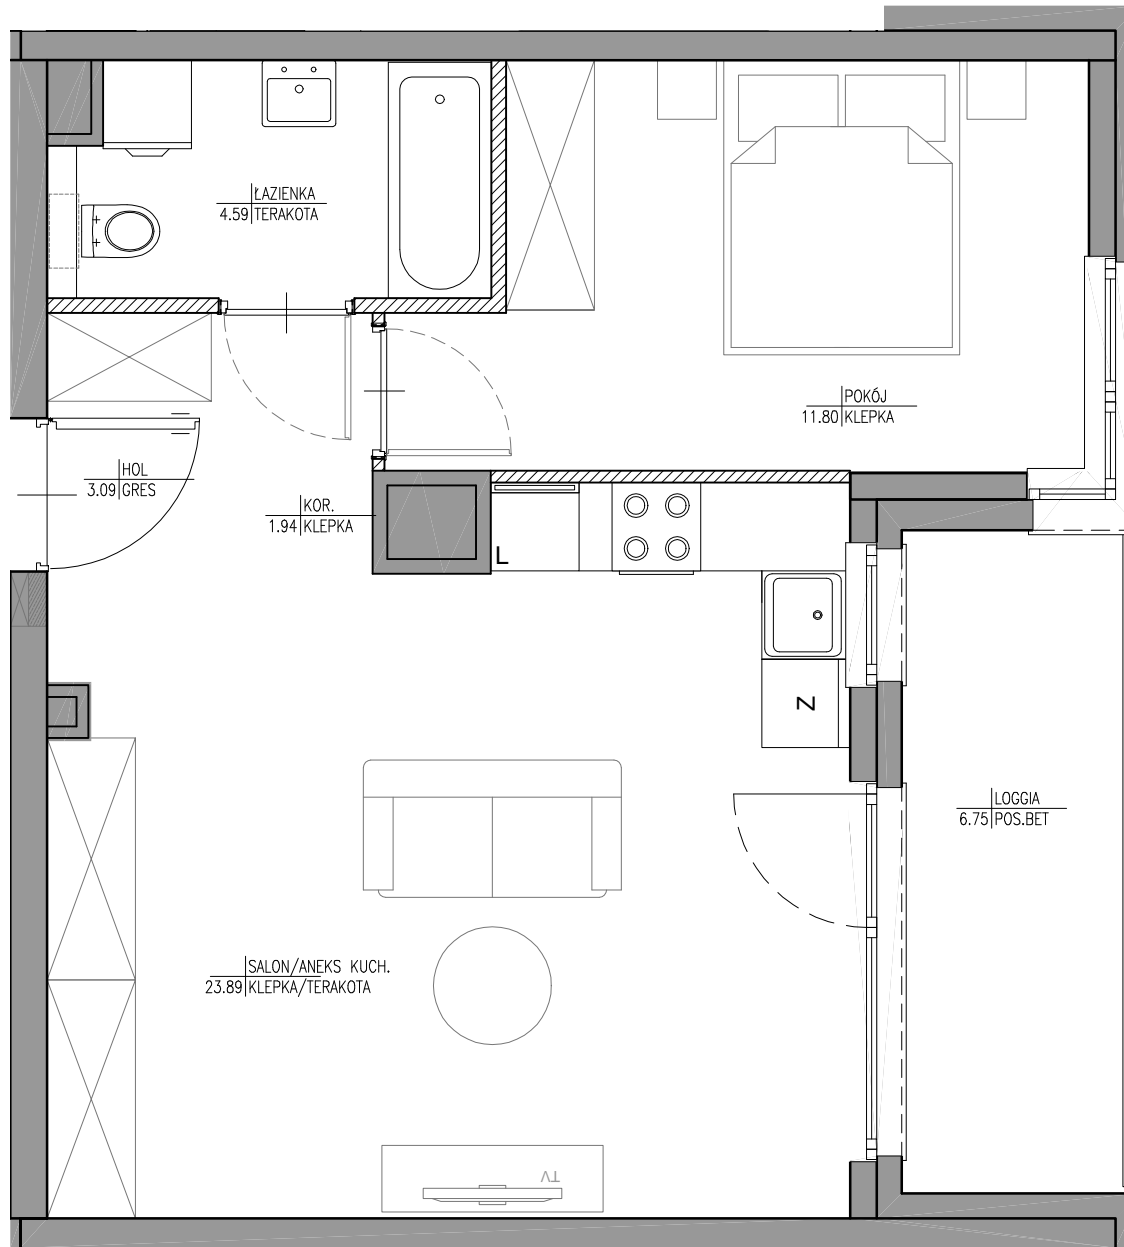 ŁAZIENKA
4.59 TERAKOTA
POKÓJ
11.80 KLEPKA
HOL
3.09 GRES
KOR.
1.94 KLEPKA
L
Z
LOGGIA
6.75 POS.BET
SALON/ANEKS KUCH.
23.89 KLEPKA/TERAKOTA
TV